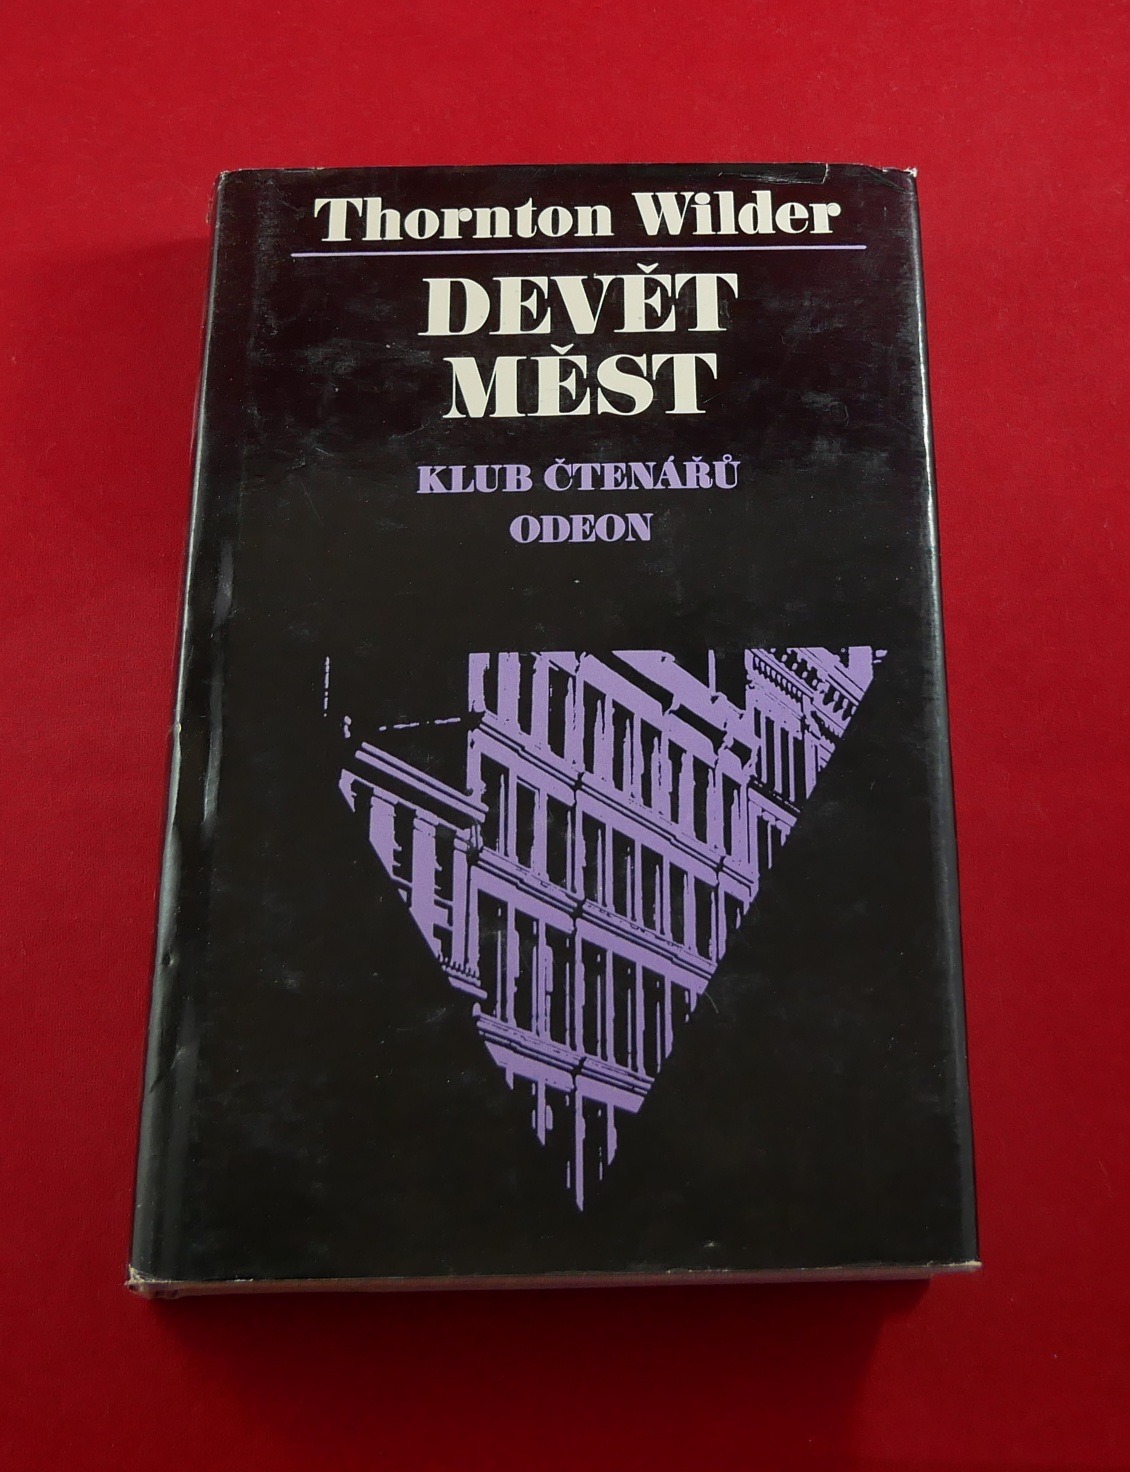 Thornton Wilder
DEVĚT
MĚST
KLUB ČTENÁŘŮ
ODEON